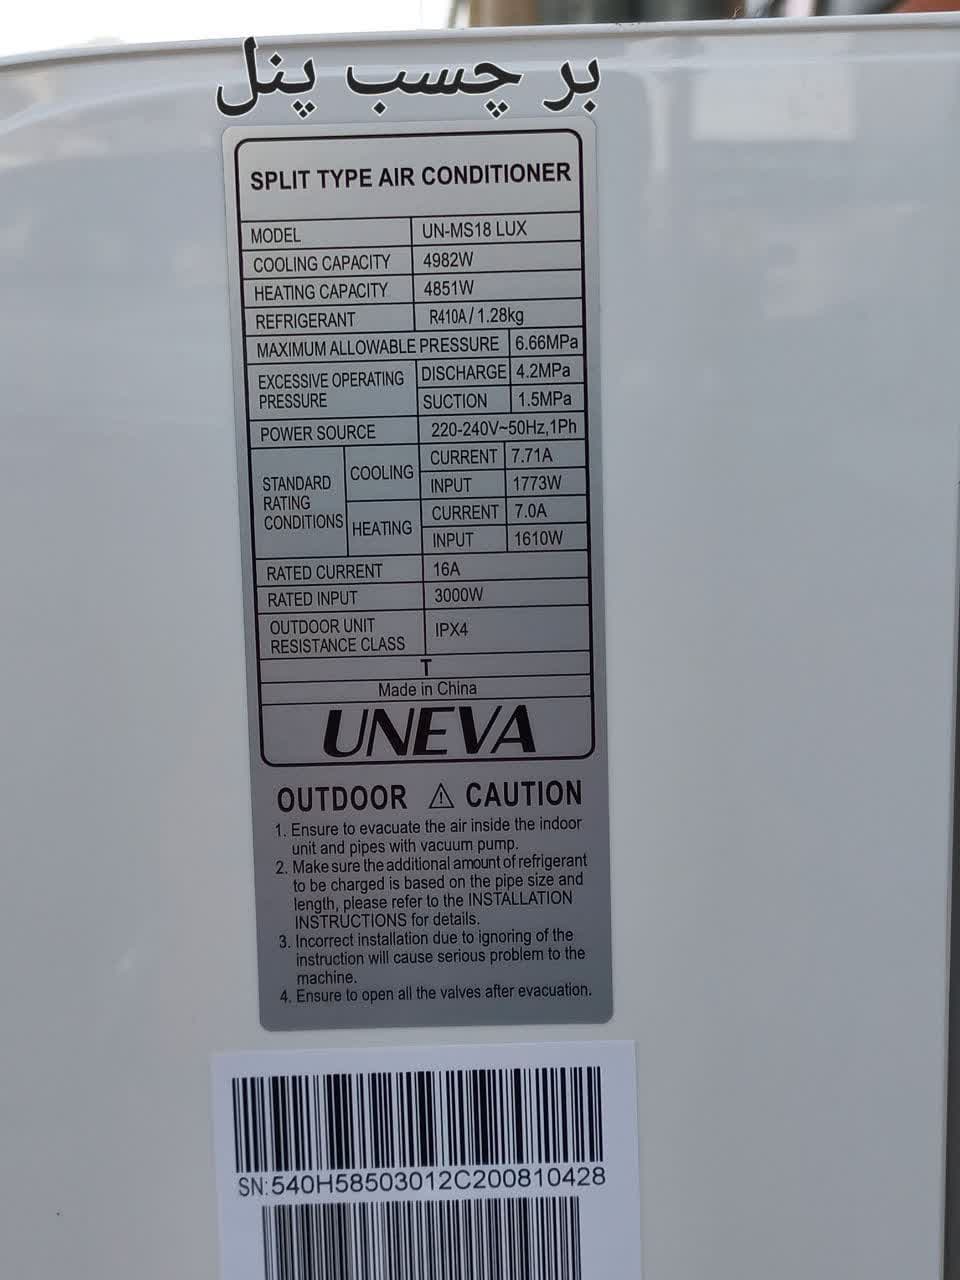 بر چسب پنل
SPLIT TYPE AIR CONDITIONER
MODEL UN-MS18 LUX
COOLING CAPACITY 4982W
HEATING CAPACITY 4851W
REFRIGERANT R410A / 1.28kg
MAXIMUM ALLOWABLE PRESSURE 6.66MPa
EXCESSIVE OPERATING PRESSURE DISCHARGE 4.2MPa
SUCTION 1.5MPa
POWER SOURCE 220-240V~50Hz,1Ph
STANDARD RATING CONDITIONS COOLING CURRENT 7.71A
INPUT 1773W
HEATING CURRENT 7.0A
INPUT 1610W
RATED CURRENT 16A
RATED INPUT 3000W
OUTDOOR UNIT RESISTANCE CLASS IPX4
T
Made in China
UNEVA
OUTDOOR ⚠ CAUTION
1. Ensure to evacuate the air inside the indoor
unit and pipes with vacuum pump.
2. Make sure the additional amount of refrigerant
to be charged is based on the pipe size and
length, please refer to the INSTALLATION
INSTRUCTIONS for details.
3. Incorrect installation due to ignoring of the
instruction will cause serious problem to the
machine.
4. Ensure to open all the valves after evacuation.
SN:540H58503012C200810428